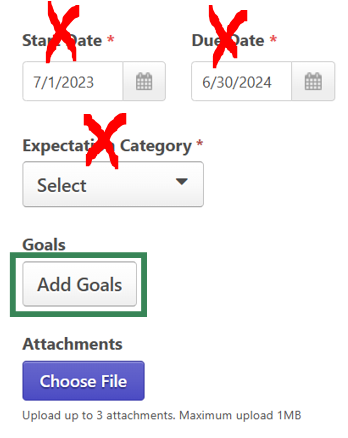 Start Date * Due Date *
7/1/2023 6/30/2024
Expectation Category *
Select
Goals
Add Goals
Attachments
Choose File
Upload up to 3 attachments. Maximum upload 1MB